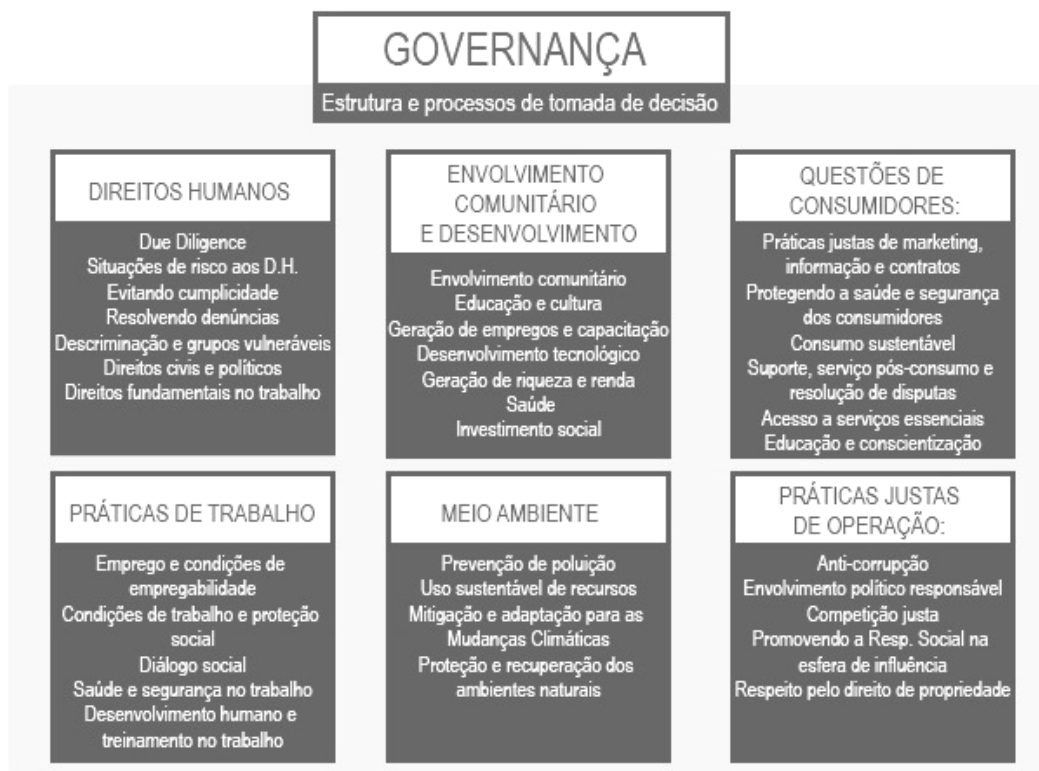 GOVERNANÇA
Estrutura e processos de tomada de decisão
DIREITOS HUMANOS
Due Diligence
Situações de risco aos D.H.
Evitando cumplicidade
Resolvendo denúncias
Descriminação e grupos vulneráveis
Direitos civis e políticos
Direitos fundamentais no trabalho
ENVOLVIMENTO
COMUNITÁRIO
E DESENVOLVIMENTO
Envolvimento comunitário
Educação e cultura
Geração de empregos e capacitação
Desenvolvimento tecnológico
Geração de riqueza e renda
Saúde
Investimento social
QUESTÕES DE
CONSUMIDORES:
Práticas justas de marketing,
informação e contratos
Protegendo a saúde e segurança
dos consumidores
Consumo sustentável
Suporte, serviço pós-consumo e
resolução de disputas
Acesso a serviços essenciais
Educação e conscientização
PRÁTICAS DE TRABALHO
Emprego e condições de
empregabilidade
Condições de trabalho e proteção
social
Diálogo social
Saúde e segurança no trabalho
Desenvolvimento humano e
treinamento no trabalho
MEIO AMBIENTE
Prevenção de poluição
Uso sustentável de recursos
Mitigação e adaptação para as
Mudanças Climáticas
Proteção e recuperação dos
ambientes naturais
PRÁTICAS JUSTAS
DE OPERAÇÃO:
Anti-corrupção
Envolvimento político responsável
Competição justa
Promovendo a Resp. Social na
esfera de influência
Respeito pelo direito de propriedade